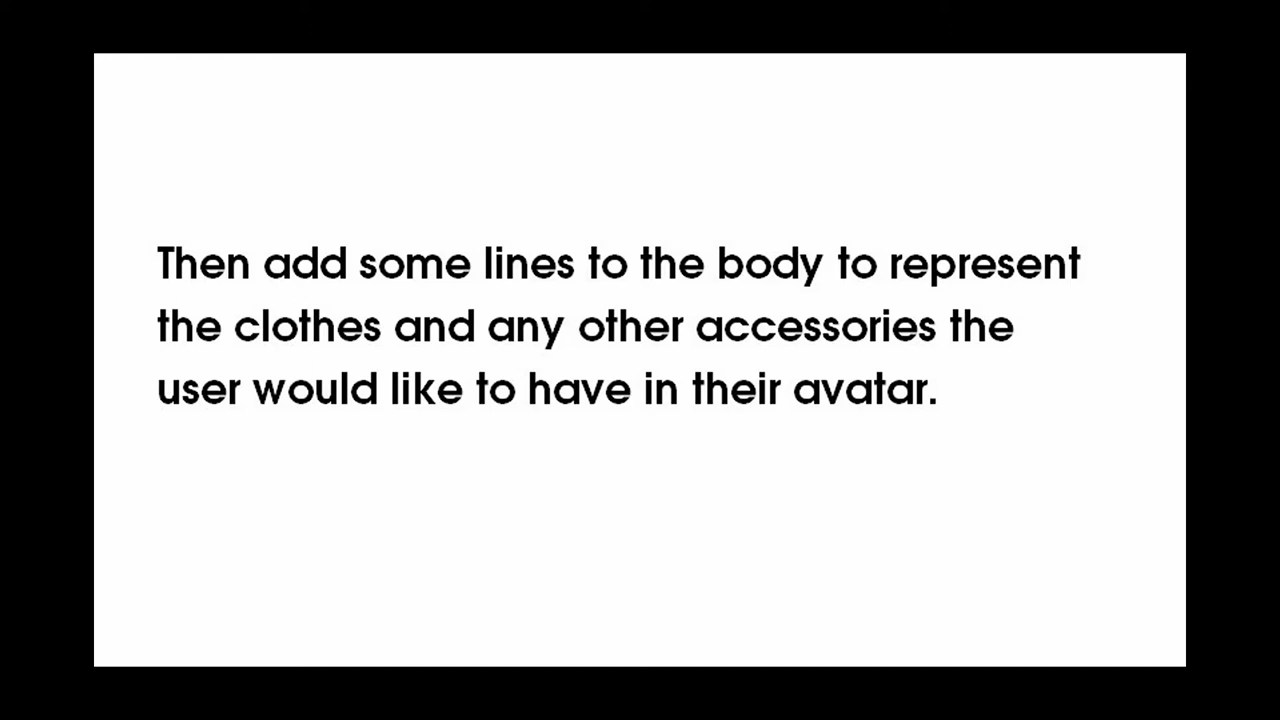 Then add some lines to the body to represent
the clothes and any other accessories the
user would like to have in their avatar.